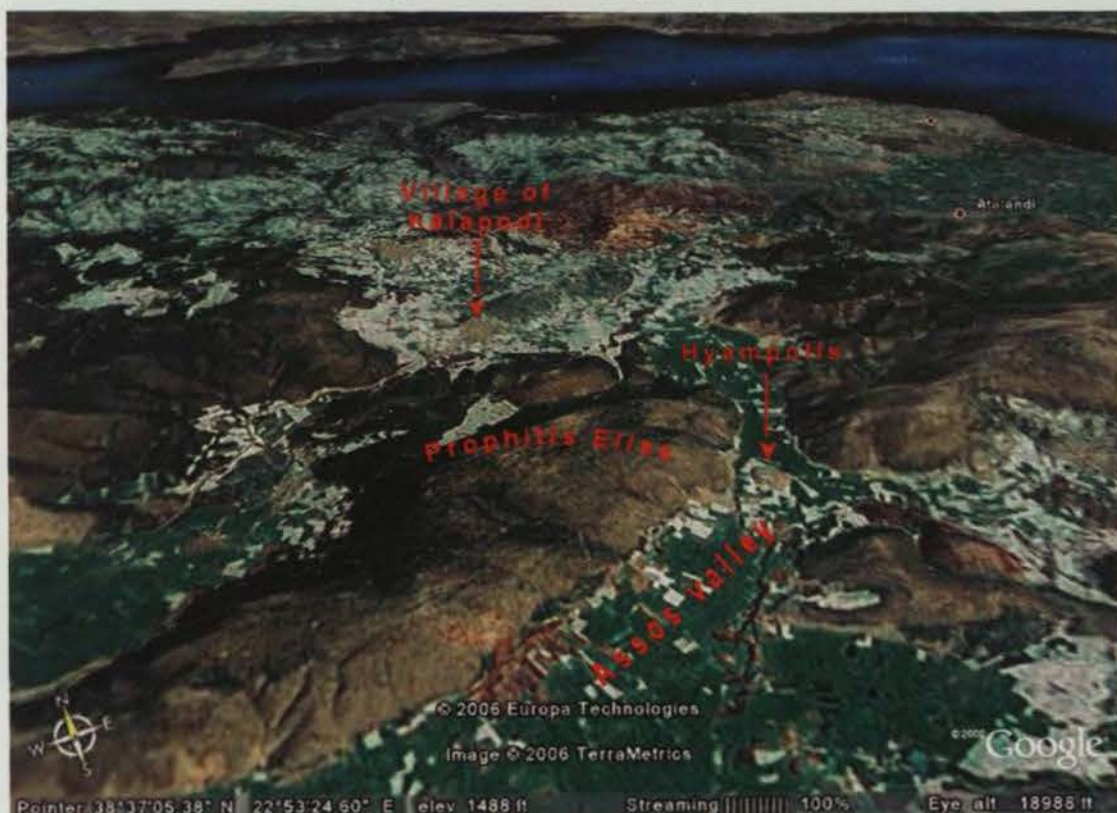 Village of
Kalapodi
Atalandi
Hyampolis
Prophitis Elias
Assos Valley
N
W E
S
© 2006 Europa Technologies
Image © 2006 TerraMetrics
©2006 Google
Pointer 38°37'05.38" N 22°53'24.60" E elev 1488 ft Streaming |||||||||| 100% Eye alt 18988 ft